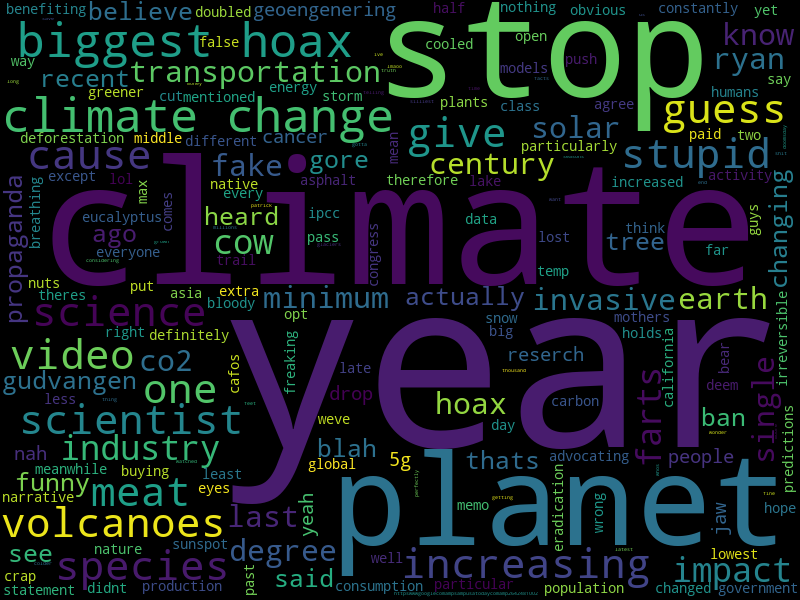 benefiting
believe
doubled
geoengenering
half
nothing
obvious
constantly
yet
stop
biggest hoax
false
one
cooled
open
push
know
way
recent
transportation
models
ryan
say
greener
cut
mentioned
energy
storm
plants
class
agree
humans
climate change
give
solar
guess
deforestation
middle
different
cancer
particularly
paid
two
cause
fake
gore
mean
century
stupid
except
lol
max
native
asphalt
therefore
lake
increased
activity
propaganda
breathing
every
climate
eucalyptus
comes
heard
ipcc
data
think
guys
changing
ago
cow
pass
congress
lost
tree
far
everyone
trail
temp
nuts
put
asia
extra
minimum
actually
invasive
earth
theres
bloody
science
opt
snow
big
mothers
irreversible
right
definitely
year
video
co2
freaking
late
reserch
holds
california
bear
gudvangen
cafos
drop
carbon
deem
less
hoax
farts
single
predictions
scientist
weve
day
ban
nah
industry
blah
5g
thats
advocating
people
meanwhile
buying
least
global
funny
narrative
meat
eyes
planet
volcanoes
last
yeah
memo
eradication
wrong
jaw
hope
see
nature
sunspot
degree
well
increasing
impact
lowest
crap
species
past
said
statement
didnt
production
consumption
particular
population
changed
government